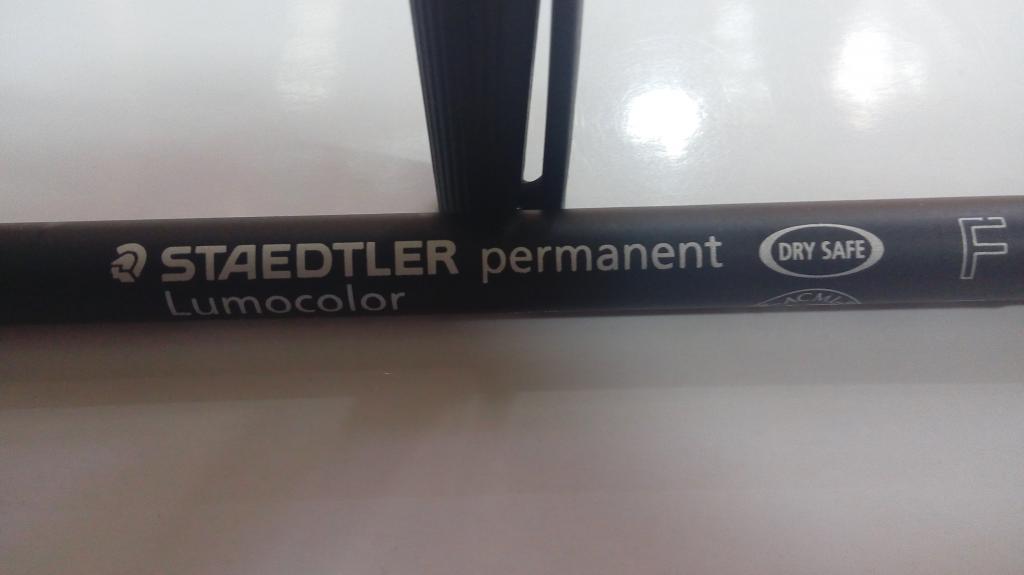 STAEDTLER permanent DRY SAFE F
Lumocolor